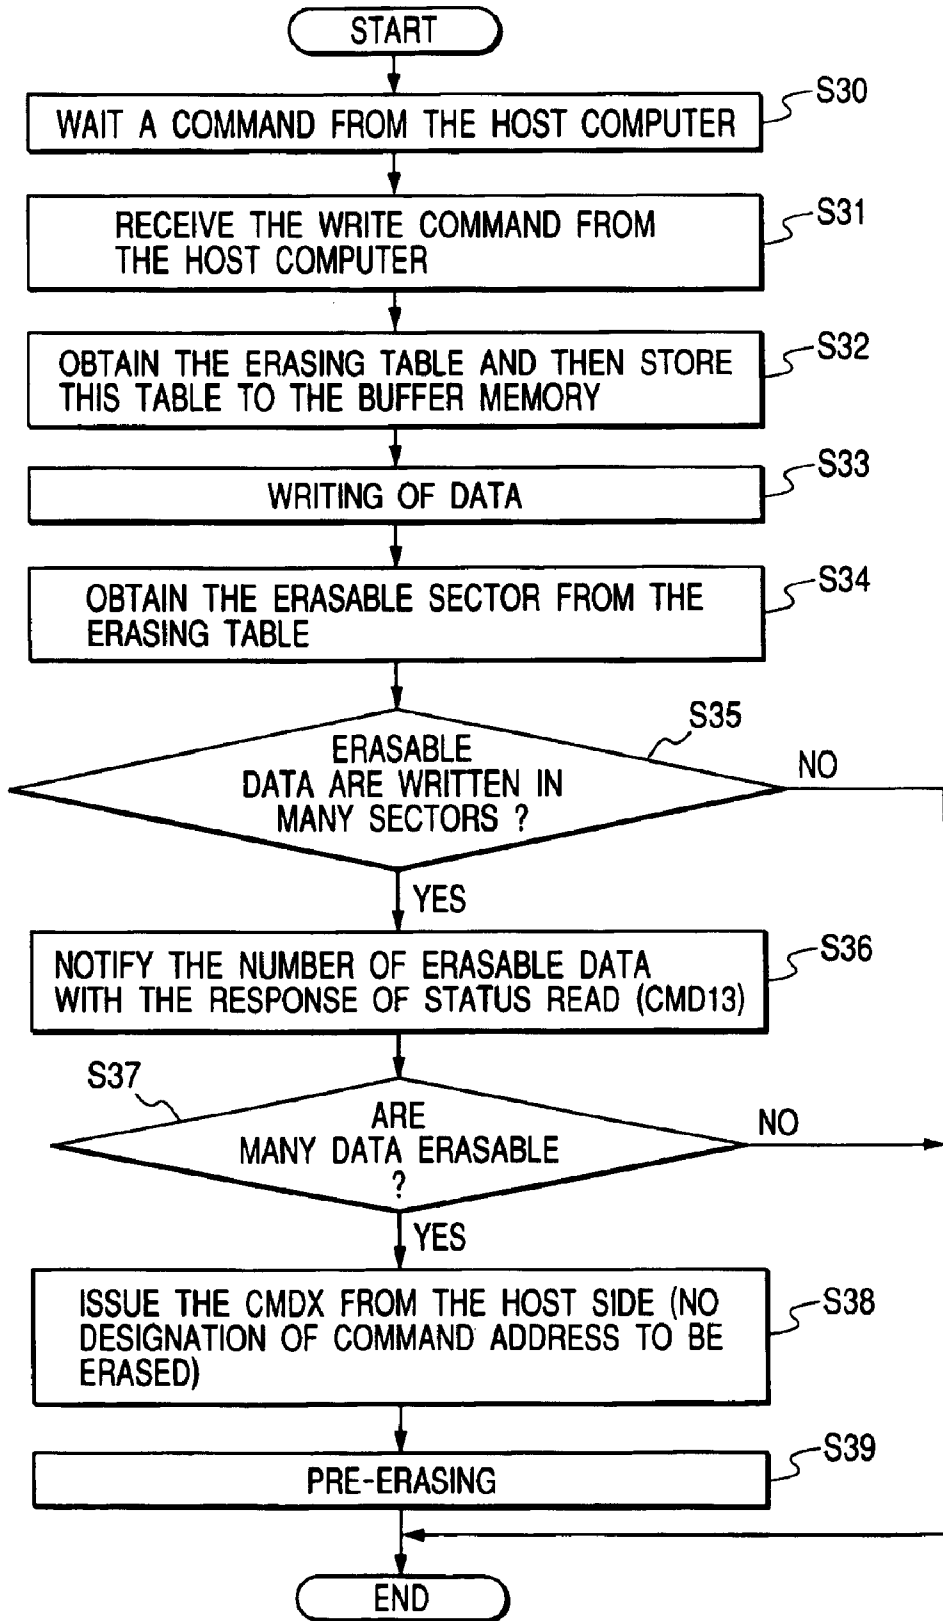 START
S30
WAIT A COMMAND FROM THE HOST COMPUTER
S31
RECEIVE THE WRITE COMMAND FROM
THE HOST COMPUTER
S32
OBTAIN THE ERASING TABLE AND THEN STORE
THIS TABLE TO THE BUFFER MEMORY
S33
WRITING OF DATA
S34
OBTAIN THE ERASABLE SECTOR FROM THE
ERASING TABLE
S35
ERASABLE
DATA ARE WRITTEN IN
MANY SECTORS ?
NO
YES
S36
NOTIFY THE NUMBER OF ERASABLE DATA
WITH THE RESPONSE OF STATUS READ (CMD13)
S37
ARE
MANY DATA ERASABLE
?
NO
YES
S38
ISSUE THE CMDX FROM THE HOST SIDE (NO
DESIGNATION OF COMMAND ADDRESS TO BE
ERASED)
S39
PRE-ERASING
END